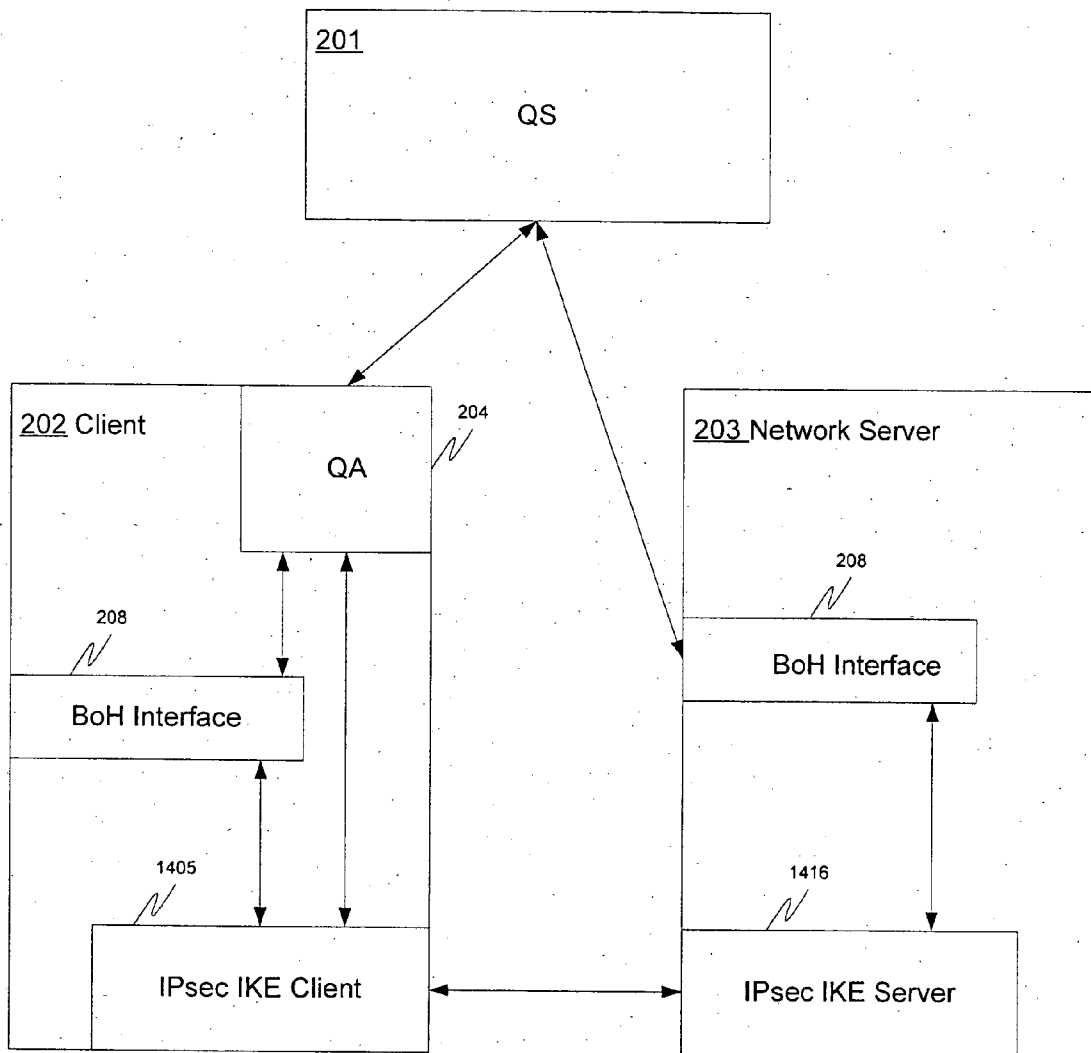 201
QS
202 Client
204
QA
203 Network Server
208
BoH Interface
208
BoH Interface
1405
IPsec IKE Client
1416
IPsec IKE Server